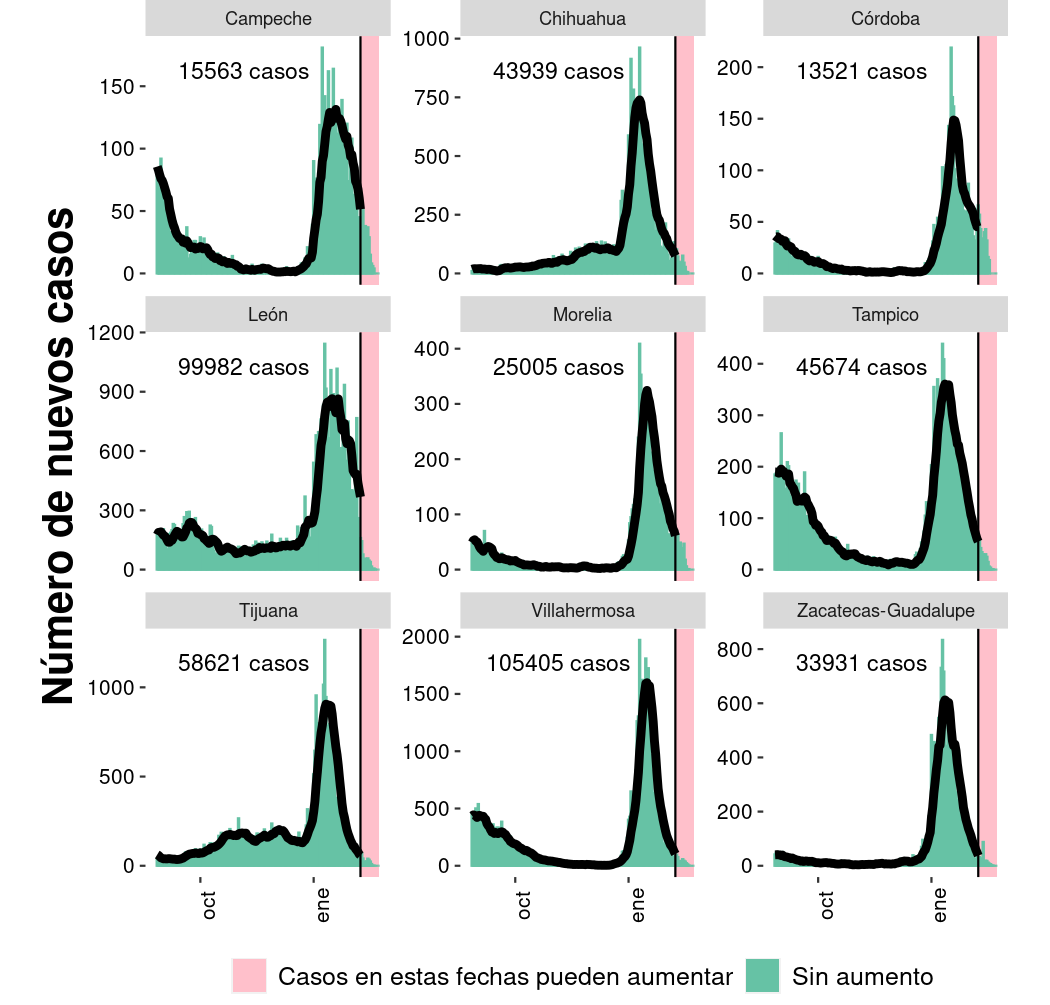 Número de nuevos casos
Campeche
15563 casos
150
100
50
0
Chihuahua
43939 casos
1000
750
500
250
0
Córdoba
13521 casos
200
150
100
50
0
León
99982 casos
1200
900
600
300
0
Morelia
25005 casos
400
300
200
100
0
Tampico
45674 casos
400
300
200
100
0
Tijuana
58621 casos
1000
500
0
oct
ene
Villahermosa
105405 casos
2000
1500
1000
500
0
oct
ene
Zacatecas-Guadalupe
33931 casos
800
600
400
200
0
oct
ene
Casos en estas fechas pueden aumentar
Sin aumento